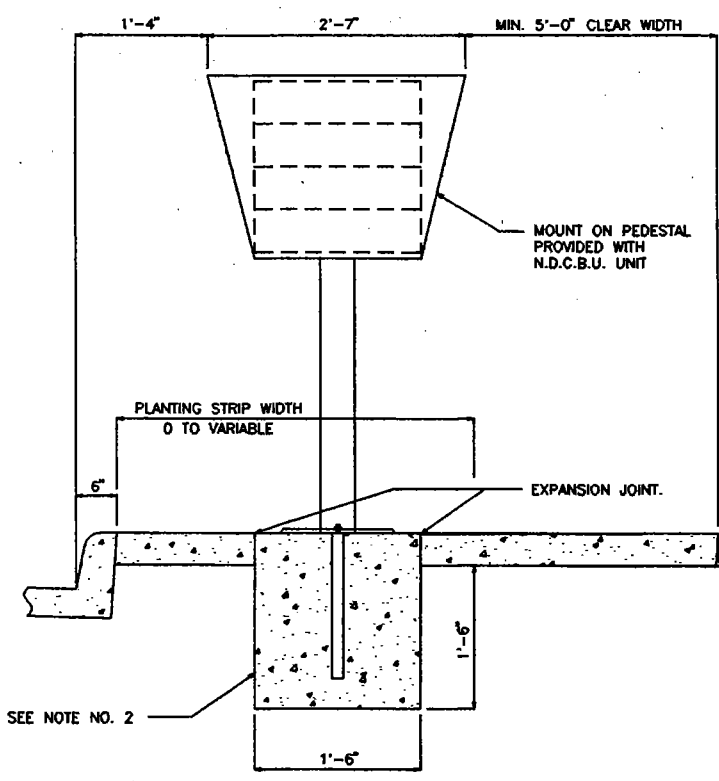 1'-4"
2'-7"
MIN. 5'-0" CLEAR WIDTH
MOUNT ON PEDESTAL
PROVIDED WITH
N.D.C.B.U. UNIT
PLANTING STRIP WIDTH
0 TO VARIABLE
6"
EXPANSION JOINT.
1'-6"
SEE NOTE NO. 2
1'-6"